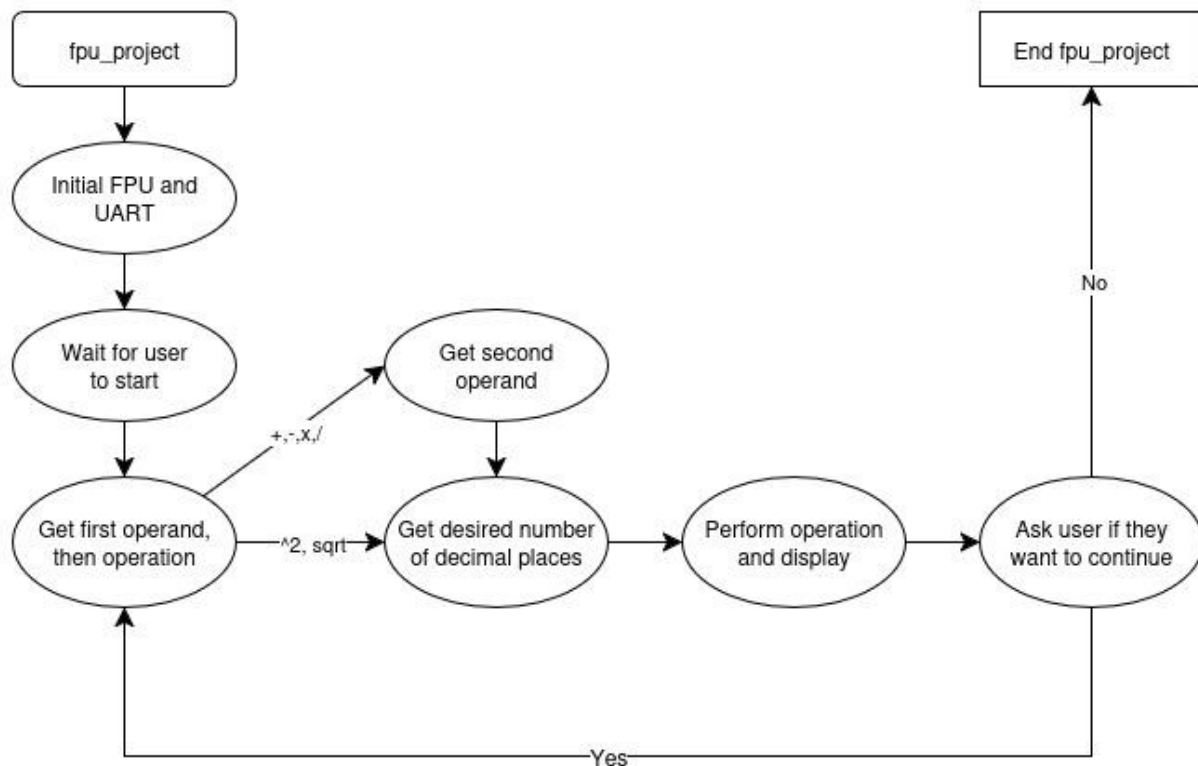 fpu_project
End fpu_project
Initial FPU and
UART
No
Wait for user
to start
Get second
operand
+,-,x,/
Get first operand,
then operation
^2, sqrt
Get desired number
of decimal places
Perform operation
and display
Ask user if they
want to continue
Yes